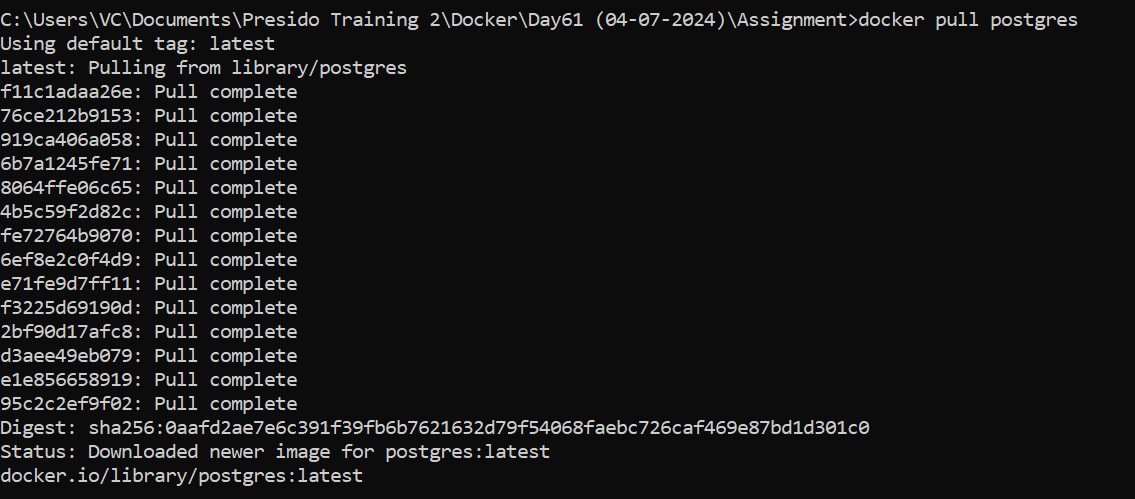 C:\Users\VC\Documents\Presido Training 2\Docker\Day61 (04-07-2024)\Assignment>docker pull postgres
Using default tag: latest
latest: Pulling from library/postgres
f11c1adaa26e: Pull complete
76ce212b9153: Pull complete
919ca406a058: Pull complete
6b7a1245fe71: Pull complete
8064ffe06c65: Pull complete
4b5c59f2d82c: Pull complete
fe72764b9070: Pull complete
6ef8e2c0f4d9: Pull complete
e71fe9d7ff11: Pull complete
f3225d69190d: Pull complete
2bf90d17afc8: Pull complete
d3aee49eb079: Pull complete
e1e856658919: Pull complete
95c2c2ef9f02: Pull complete
Digest: sha256:0aafd2ae7e6c391f39fb6b7621632d79f54068faebc726caf469e87bd1d301c0
Status: Downloaded newer image for postgres:latest
docker.io/library/postgres:latest